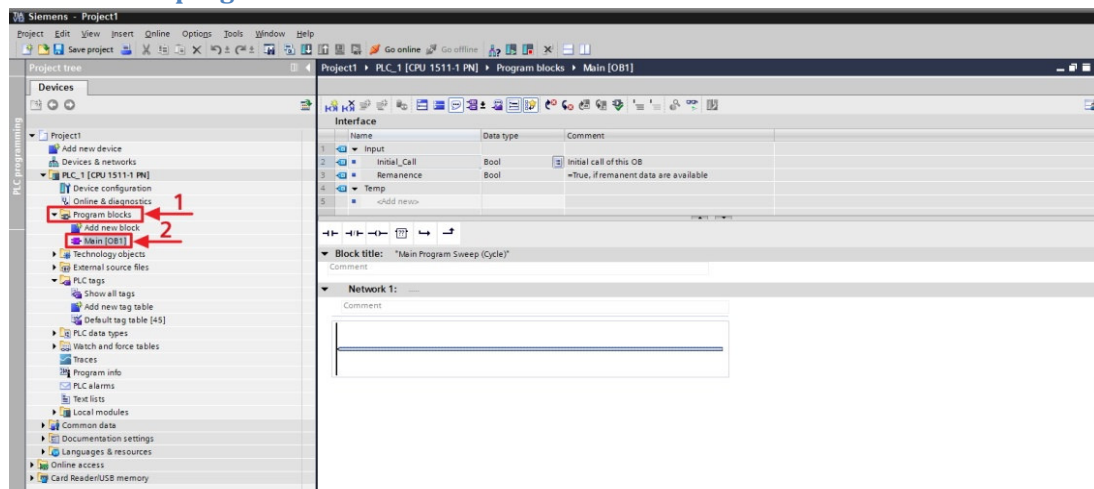 Siemens - Project1
Project Edit View Insert Online Options Tools Window Help
Save project Go online Go offline
Project tree
Devices
PLC programming
Project1
Add new device
Devices & networks
PLC_1 [CPU 1511-1 PN]
Device configuration
Online & diagnostics
Program blocks
1
Add new block
Main [OB1]
2
Technology objects
External source files
PLC tags
Show all tags
Add new tag table
Default tag table [45]
PLC data types
Watch and force tables
Traces
Program info
PLC alarms
Text lists
Local modules
Common data
Documentation settings
Languages & resources
Online access
Card Reader/USB memory
Project1 ▸ PLC_1 [CPU 1511-1 PN] ▸ Program blocks ▸ Main [OB1]
Interface
Name Data type Comment
1 Input
2 Initial_Call Bool Initial call of this OB
3 Remanence Bool =True, if remanent data are available
4 Temp
5 <Add new>
??
Block title: "Main Program Sweep (Cycle)"
Comment
Network 1: .....
Comment